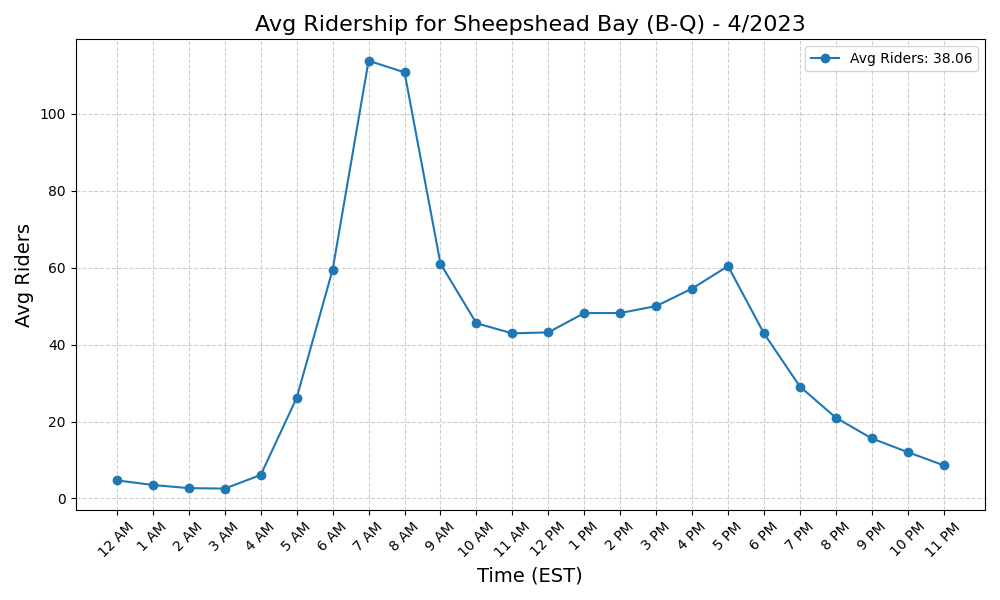 Avg Ridership for Sheepshead Bay (B-Q) - 4/2023
Avg Riders: 38.06
Avg Riders
100
80
60
40
20
0
12 AM
1 AM
2 AM
3 AM
4 AM
5 AM
6 AM
7 AM
8 AM
9 AM
10 AM
11 AM
12 PM
1 PM
2 PM
3 PM
4 PM
5 PM
6 PM
7 PM
8 PM
9 PM
10 PM
11 PM
Time (EST)